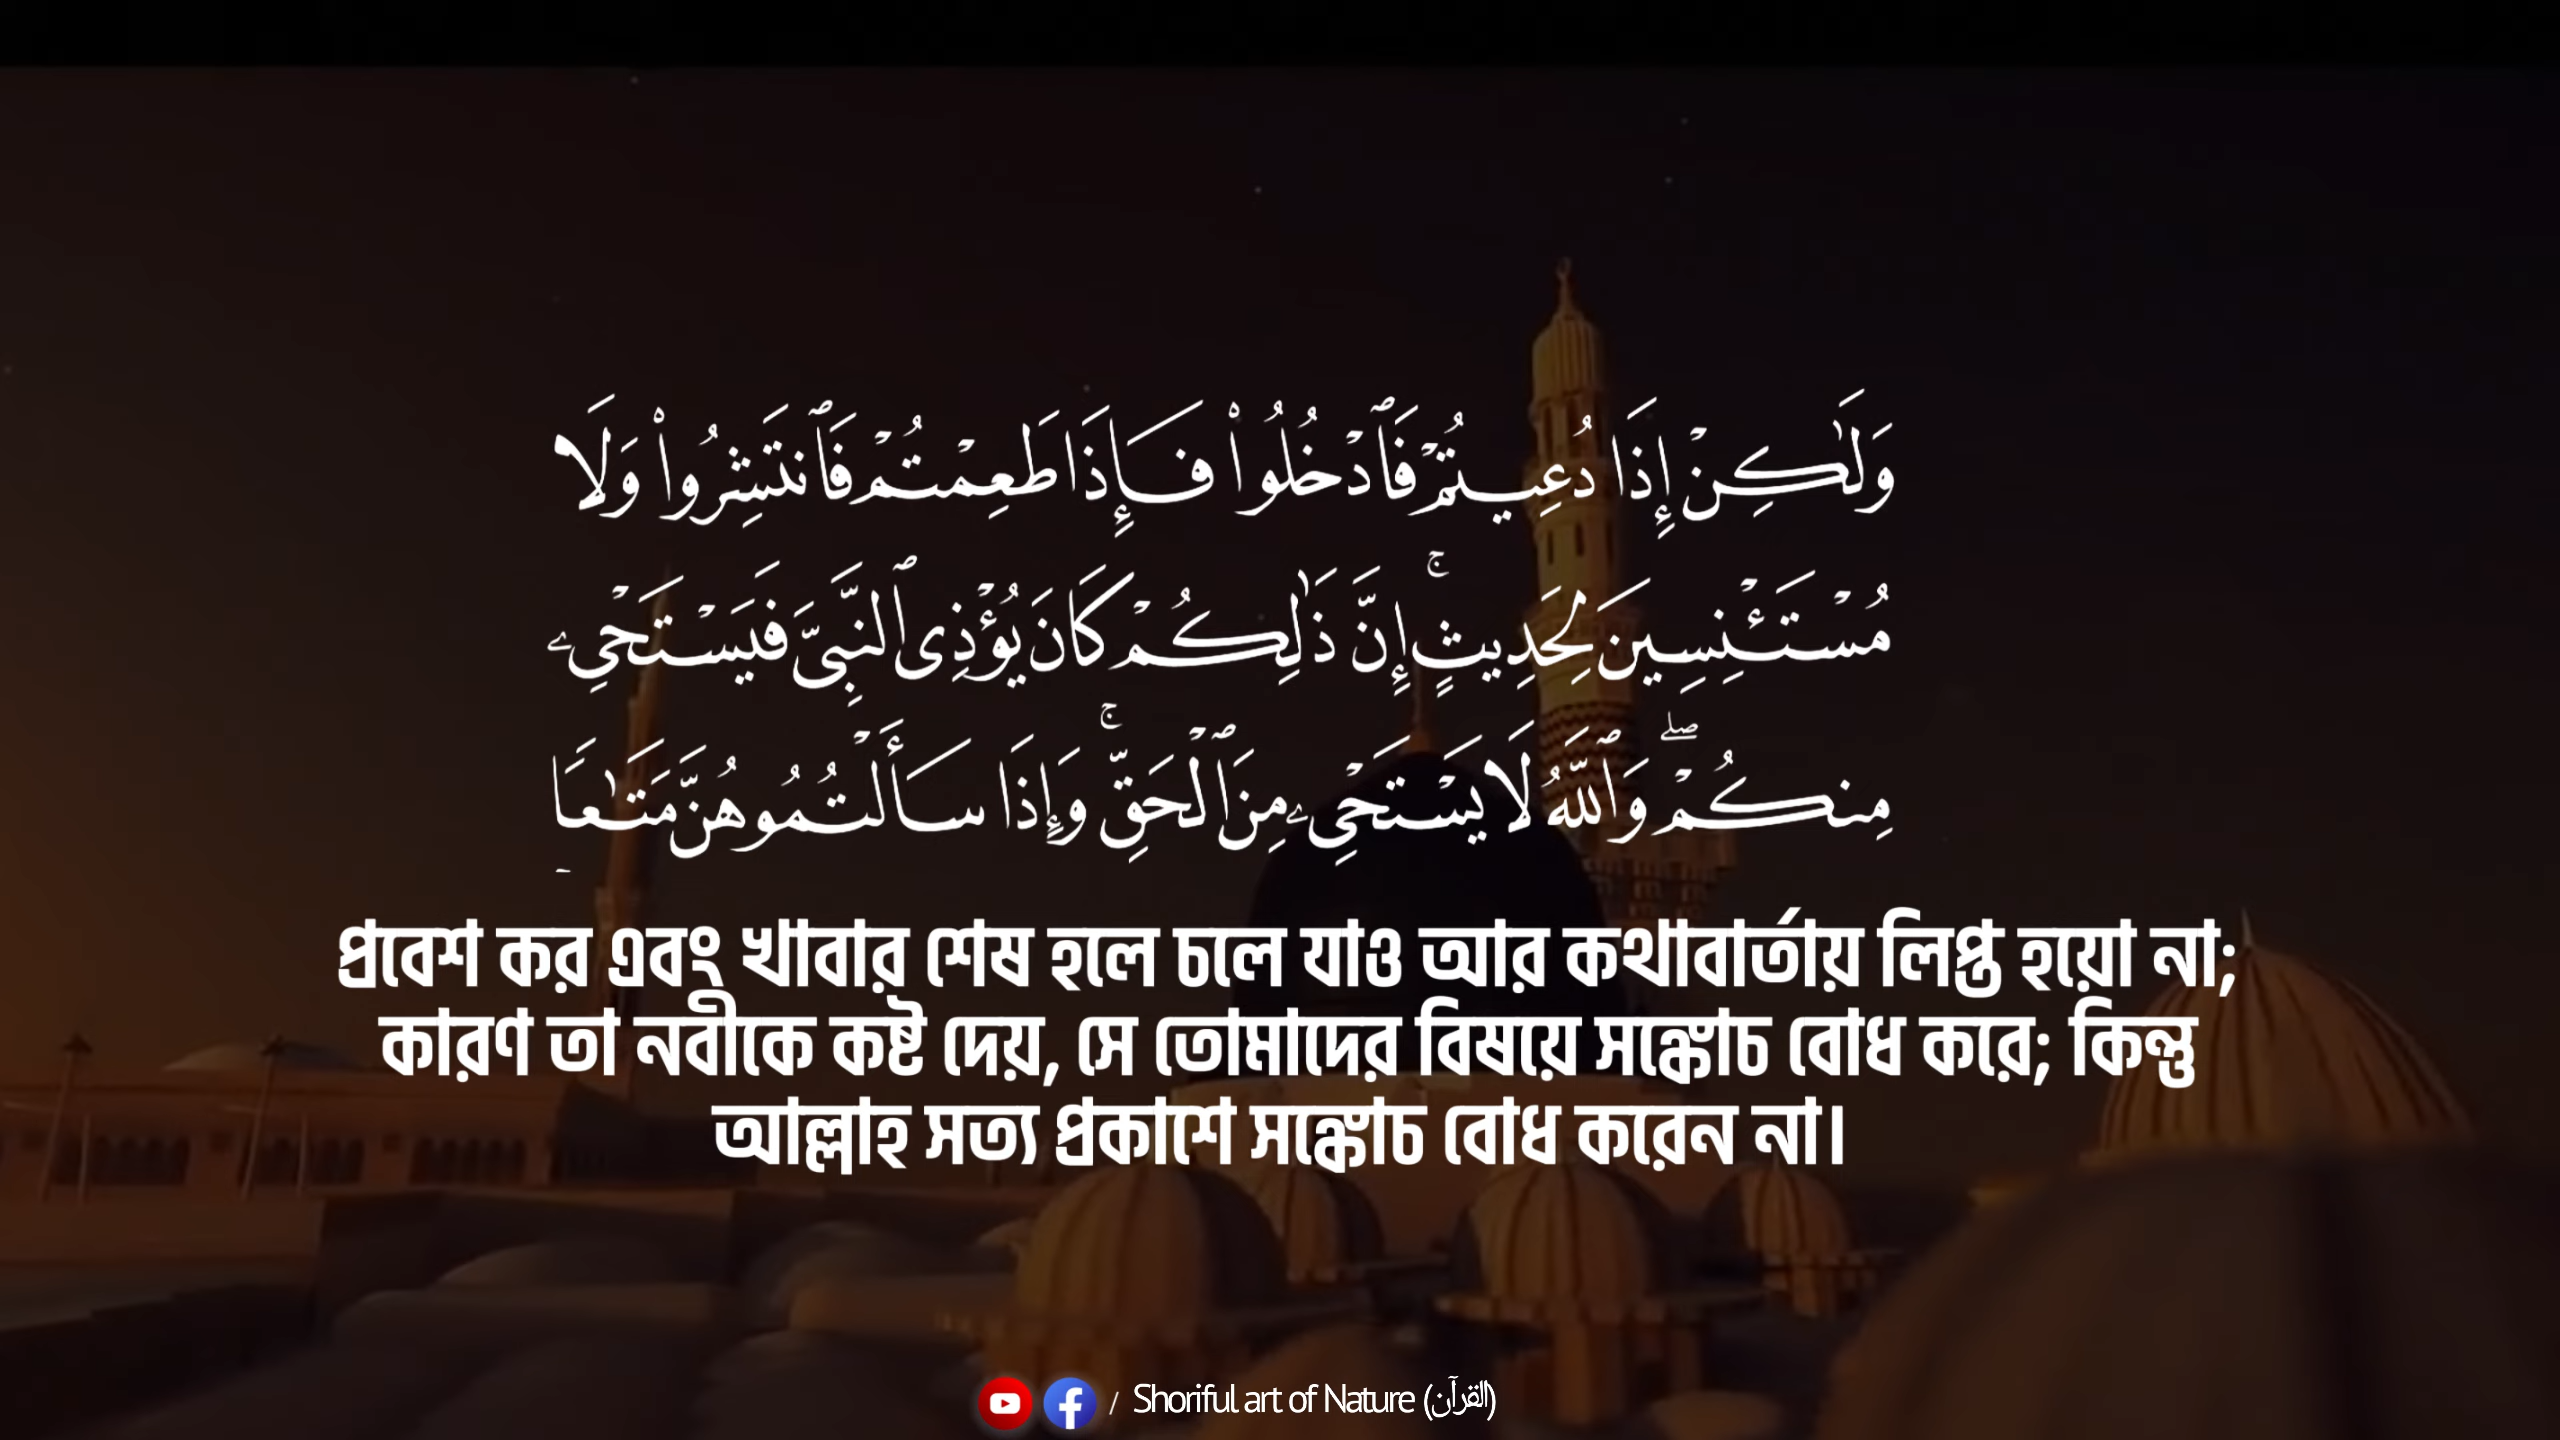 وَلَٰكِنْ إِذَا دُعِيتُمْ فَٱدْخُلُوا۟ فَإِذَا طَعِمْتُمْ فَٱنتَشِرُوا۟ وَلَا
مُسْتَـْٔنِسِينَ لِحَدِيثٍ ۚ إِنَّ ذَٰلِكُمْ كَانَ يُؤْذِى ٱلنَّبِىَّ فَيَسْتَحْىِۦ
مِنكُمْ ۖ وَٱللَّهُ لَا يَسْتَحْىِۦ مِنَ ٱلْحَقِّ ۚ وَإِذَا سَأَلْتُمُوهُنَّ مَتَٰعًا
প্রবেশ কর এবং খাবার শেষ হলে চলে যাও আর কথাবার্তায় লিপ্ত হয়ো না;
কারণ তা নবীকে কষ্ট দেয়, সে তোমাদের বিষয়ে সঙ্কোচ বোধ করে; কিন্তু
আল্লাহ সত্য প্রকাশে সঙ্কোচ বোধ করেন না।
/ Shoriful art of Nature (القرآن)